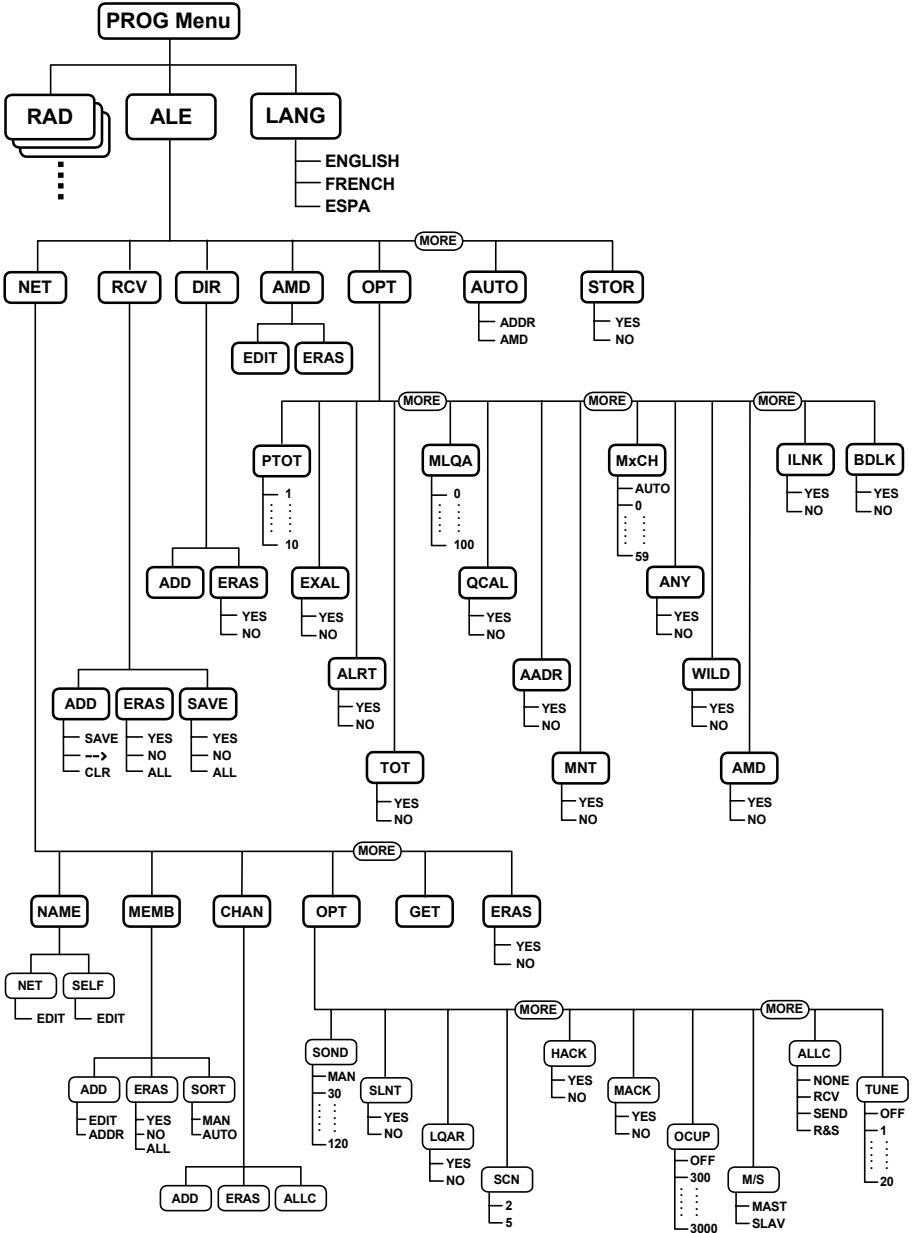 PROG Menu
RAD
ALE
LANG
ENGLISH
FRENCH
ESPA
MORE
NET
RCV
DIR
AMD
OPT
AUTO
STOR
ADDR
AMD
YES
NO
EDIT
ERAS
MORE
MORE
MORE
PTOT
MLQA
MxCH
ILNK
BDLK
1
10
0
100
AUTO
0
59
YES
NO
YES
NO
ADD
ERAS
EXAL
QCAL
ANY
YES
NO
YES
NO
YES
NO
YES
NO
ALRT
AADR
WILD
YES
NO
YES
NO
YES
NO
ADD
ERAS
SAVE
SAVE
-->
CLR
YES
NO
ALL
YES
NO
ALL
TOT
MNT
AMD
YES
NO
YES
NO
YES
NO
MORE
NAME
MEMB
CHAN
OPT
GET
ERAS
YES
NO
NET
SELF
EDIT
EDIT
MORE
MORE
SOND
HACK
ALLC
MAN
30
120
YES
NO
NONE
RCV
SEND
R&S
ADD
ERAS
SORT
SLNT
MACK
TUNE
EDIT
ADDR
YES
NO
ALL
MAN
AUTO
YES
NO
YES
NO
OFF
1
20
LQAR
OCUP
YES
NO
OFF
300
3000
ADD
ERAS
ALLC
SCN
M/S
2
5
MAST
SLAV